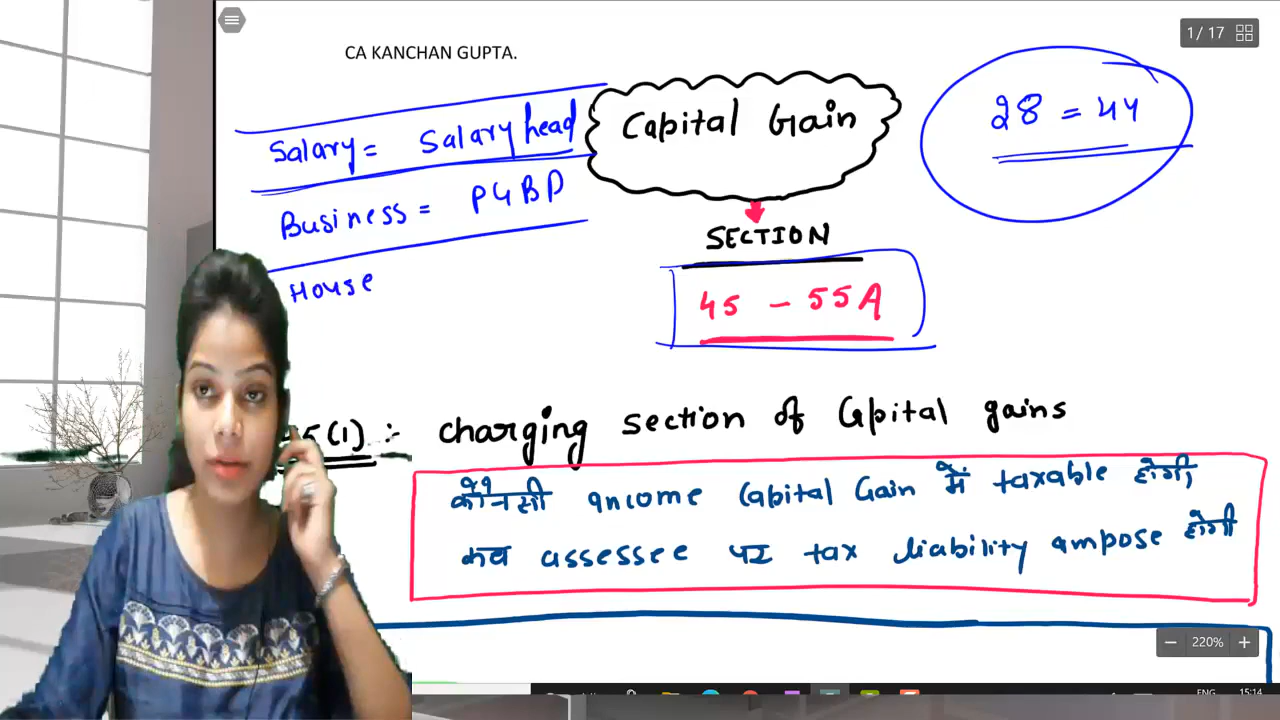 1 / 17
CA KANCHAN GUPTA.
Capital Gain
28 = 44
Salary = Salary head
Business = PGBP
House
SECTION
45 - 55A
5(1) :- charging section of Capital gains
कौनसी income Capital Gain में taxable होगी,
कब assessee पर tax liability ampose होगी
220%
ENG 15:14